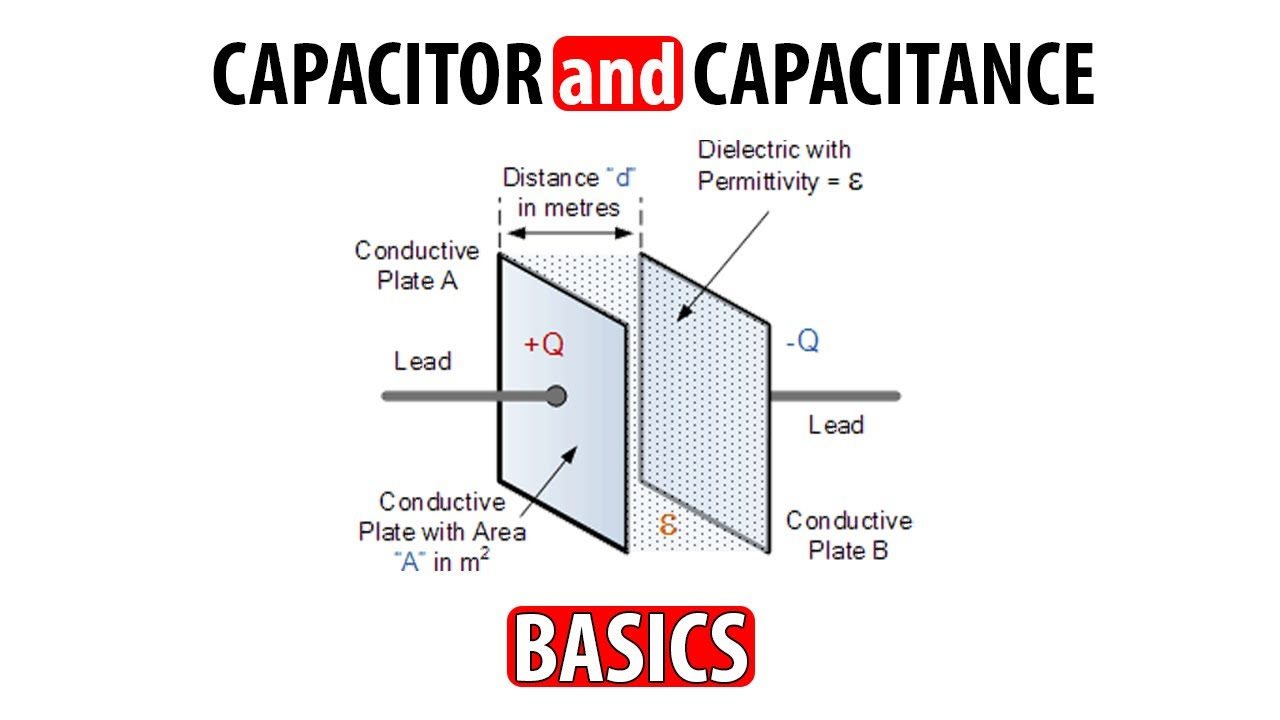 CAPACITOR and CAPACITANCE
Dielectric with
Permittivity = ε
Distance "d"
in metres
Conductive
Plate A
+Q
-Q
Lead
Lead
Conductive
Plate with Area
"A" in m²
ε
Conductive
Plate B
BASICS